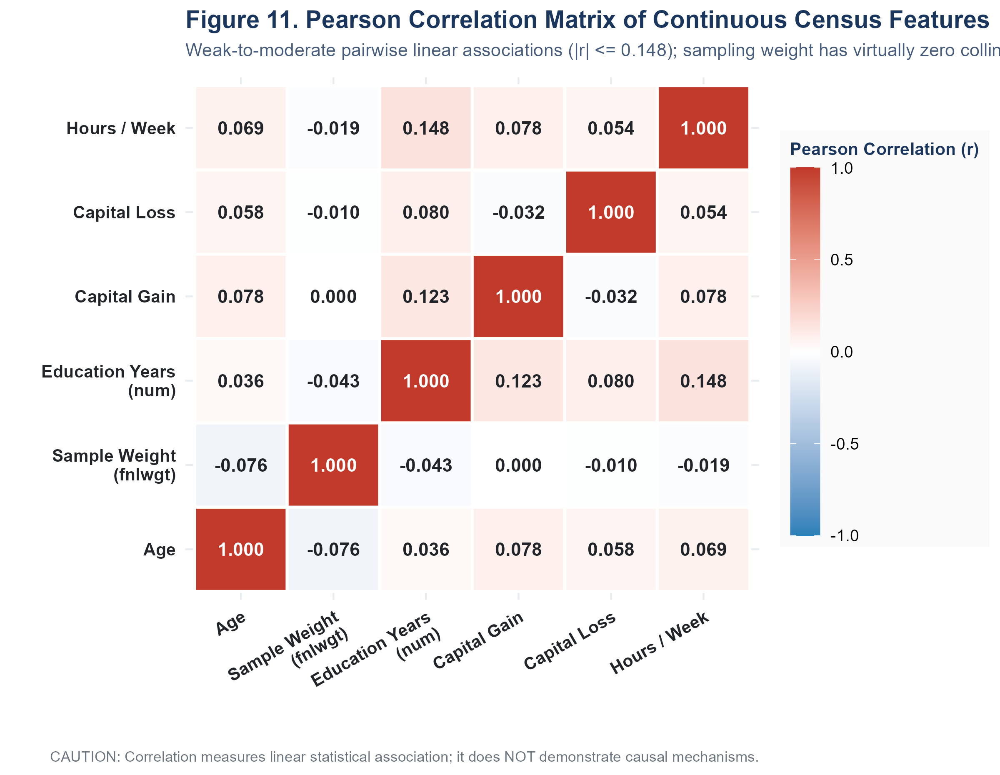 Figure 11. Pearson Correlation Matrix of Continuous Census Features
Weak-to-moderate pairwise linear associations (|r| <= 0.148); sampling weight has virtually zero collin
Hours / Week 0.069 -0.019 0.148 0.078 0.054 1.000
Capital Loss 0.058 -0.010 0.080 -0.032 1.000 0.054
Capital Gain 0.078 0.000 0.123 1.000 -0.032 0.078
Education Years
(num) 0.036 -0.043 1.000 0.123 0.080 0.148
Sample Weight
(fnlwgt) -0.076 1.000 -0.043 0.000 -0.010 -0.019
Age 1.000 -0.076 0.036 0.078 0.058 0.069
Age
Sample Weight
(fnlwgt)
Education Years
(num)
Capital Gain
Capital Loss
Hours / Week
Pearson Correlation (r)
1.0
0.5
0.0
-0.5
-1.0
CAUTION: Correlation measures linear statistical association; it does NOT demonstrate causal mechanisms.